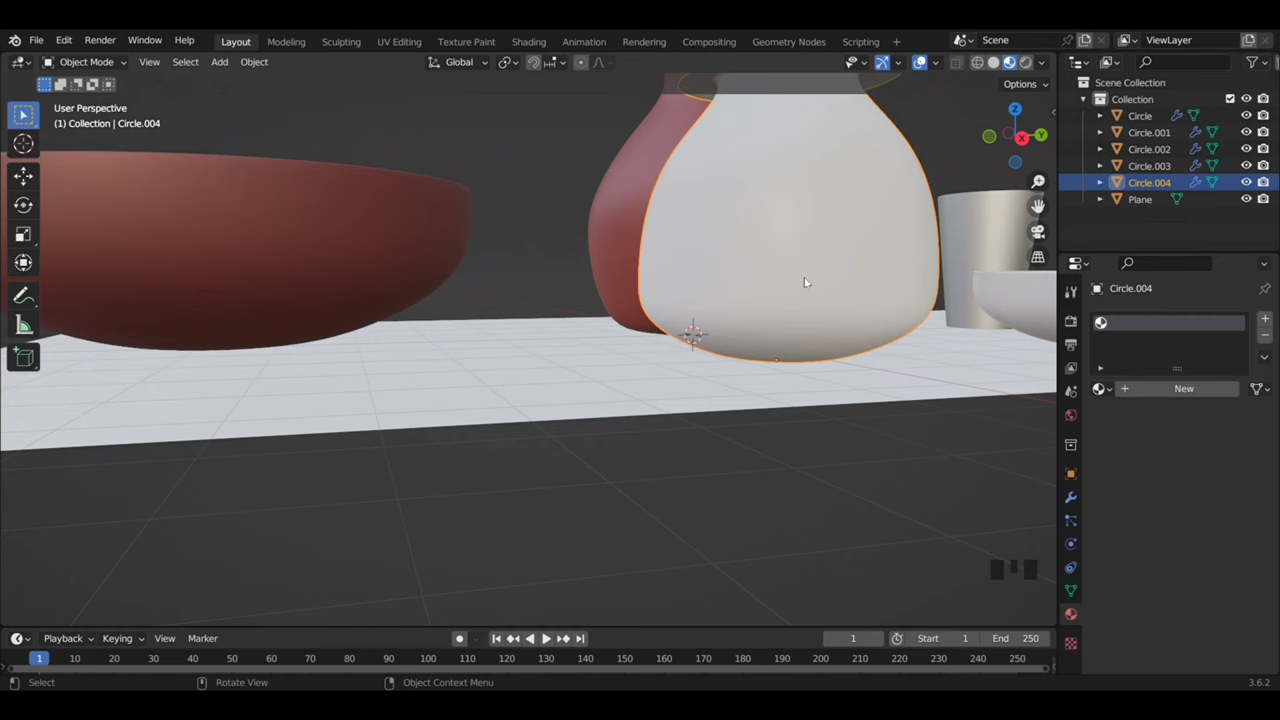 File Edit Render Window Help Layout Modeling Sculpting UV Editing Texture Paint Shading Animation Rendering Compositing Geometry Nodes Scripting + Scene ViewLayer
Object Mode View Select Add Object Global
Options
User Perspective
(1) Collection | Circle.004
X
Y
Z
Scene Collection
Collection
Circle
Circle.001
Circle.002
Circle.003
Circle.004
Plane
Circle.004
New
Playback Keying View Marker 1 Start 1 End 250
1 10 20 30 40 50 60 70 80 90 100 110 120 130 140 150 160 170 180 190 200 210 220 230 240 250
Select Rotate View Object Context Menu 3.6.2